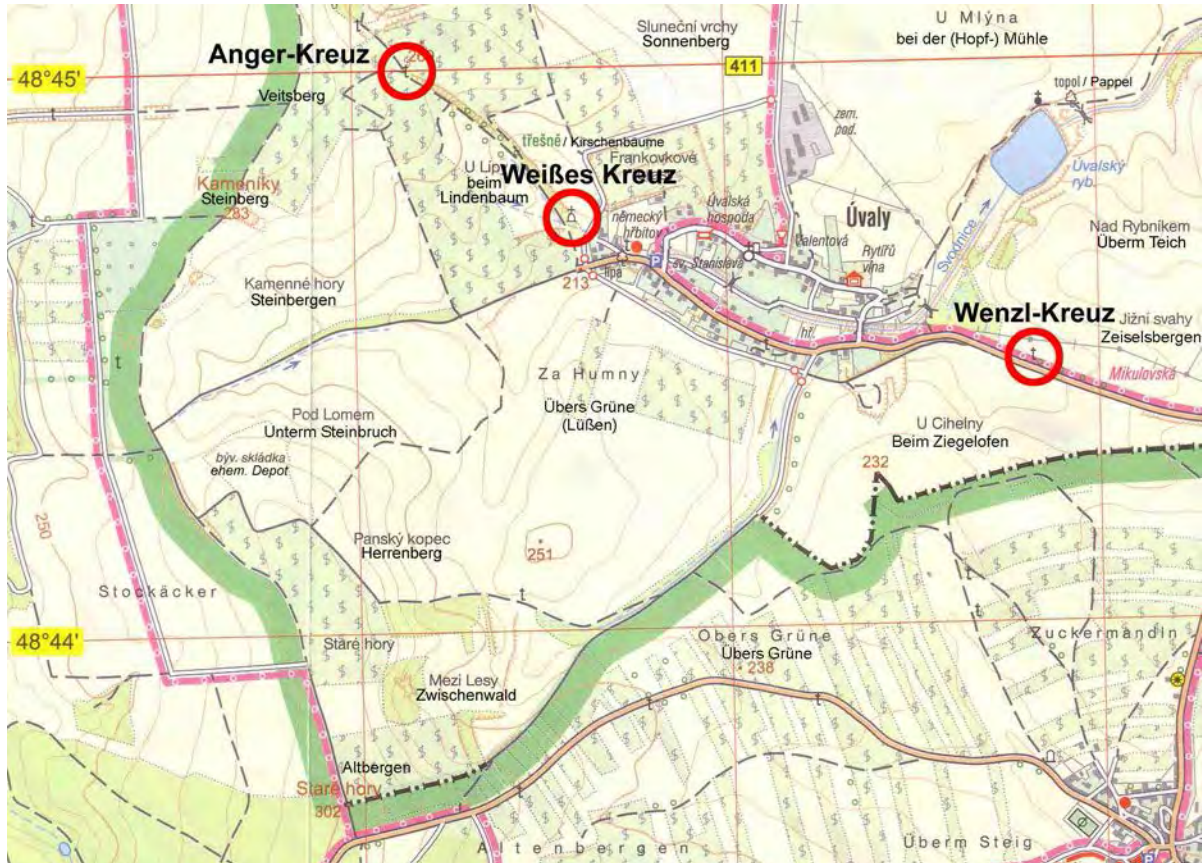 Sluneční vrchy
Sonnenberg
U Mlýna
bei der (Hopf-) Mühle
Anger-Kreuz
48°45'
411
topol / Pappel
Veitsberg
zem.
pod.
třešně / Kirschenbäume
Frankovkové
U Lip
beim
Lindenbaum
Weißes Kreuz
Kameníky
Steinberg
283
Úvalský
ryb.
německý
hřbitov
Úvalská
hospoda
Úvaly
Valentová
Rytířů
vína
sv. Stanislava
Svodnice
Nad Rybníkem
Überm Teich
P
lípa
213
Kamenné hory
Steinbergen
hř.
Wenzl-Kreuz
Jižní svahy
Zeiselsbergen
Mikulovská
Za Humny
Übers Grüne
(Lüßen)
Pod Lomem
Unterm Steinbruch
U Cihelny
Beim Ziegelofen
býv. skládka
ehem. Depot
232
250
Panský kopec
Herrenberg
251
Stockäcker
48°44'
Staré hory
Obers Grüne
Übers Grüne
238
Zuckermandln
Mezi Lesy
Zwischenwald
Altbergen
Staré hory
302
Altenbergen
Überm Steig
P